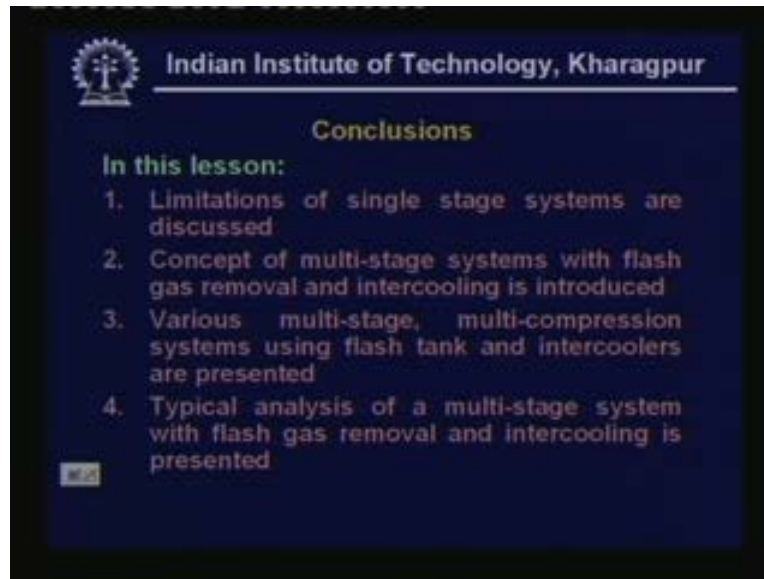 Indian Institute of Technology, Kharagpur
Conclusions
In this lesson:
1. Limitations of single stage systems are
discussed
2. Concept of multi-stage systems with flash
gas removal and intercooling is introduced
3. Various multi-stage, multi-compression
systems using flash tank and intercoolers
are presented
4. Typical analysis of a multi-stage system
with flash gas removal and intercooling is
presented